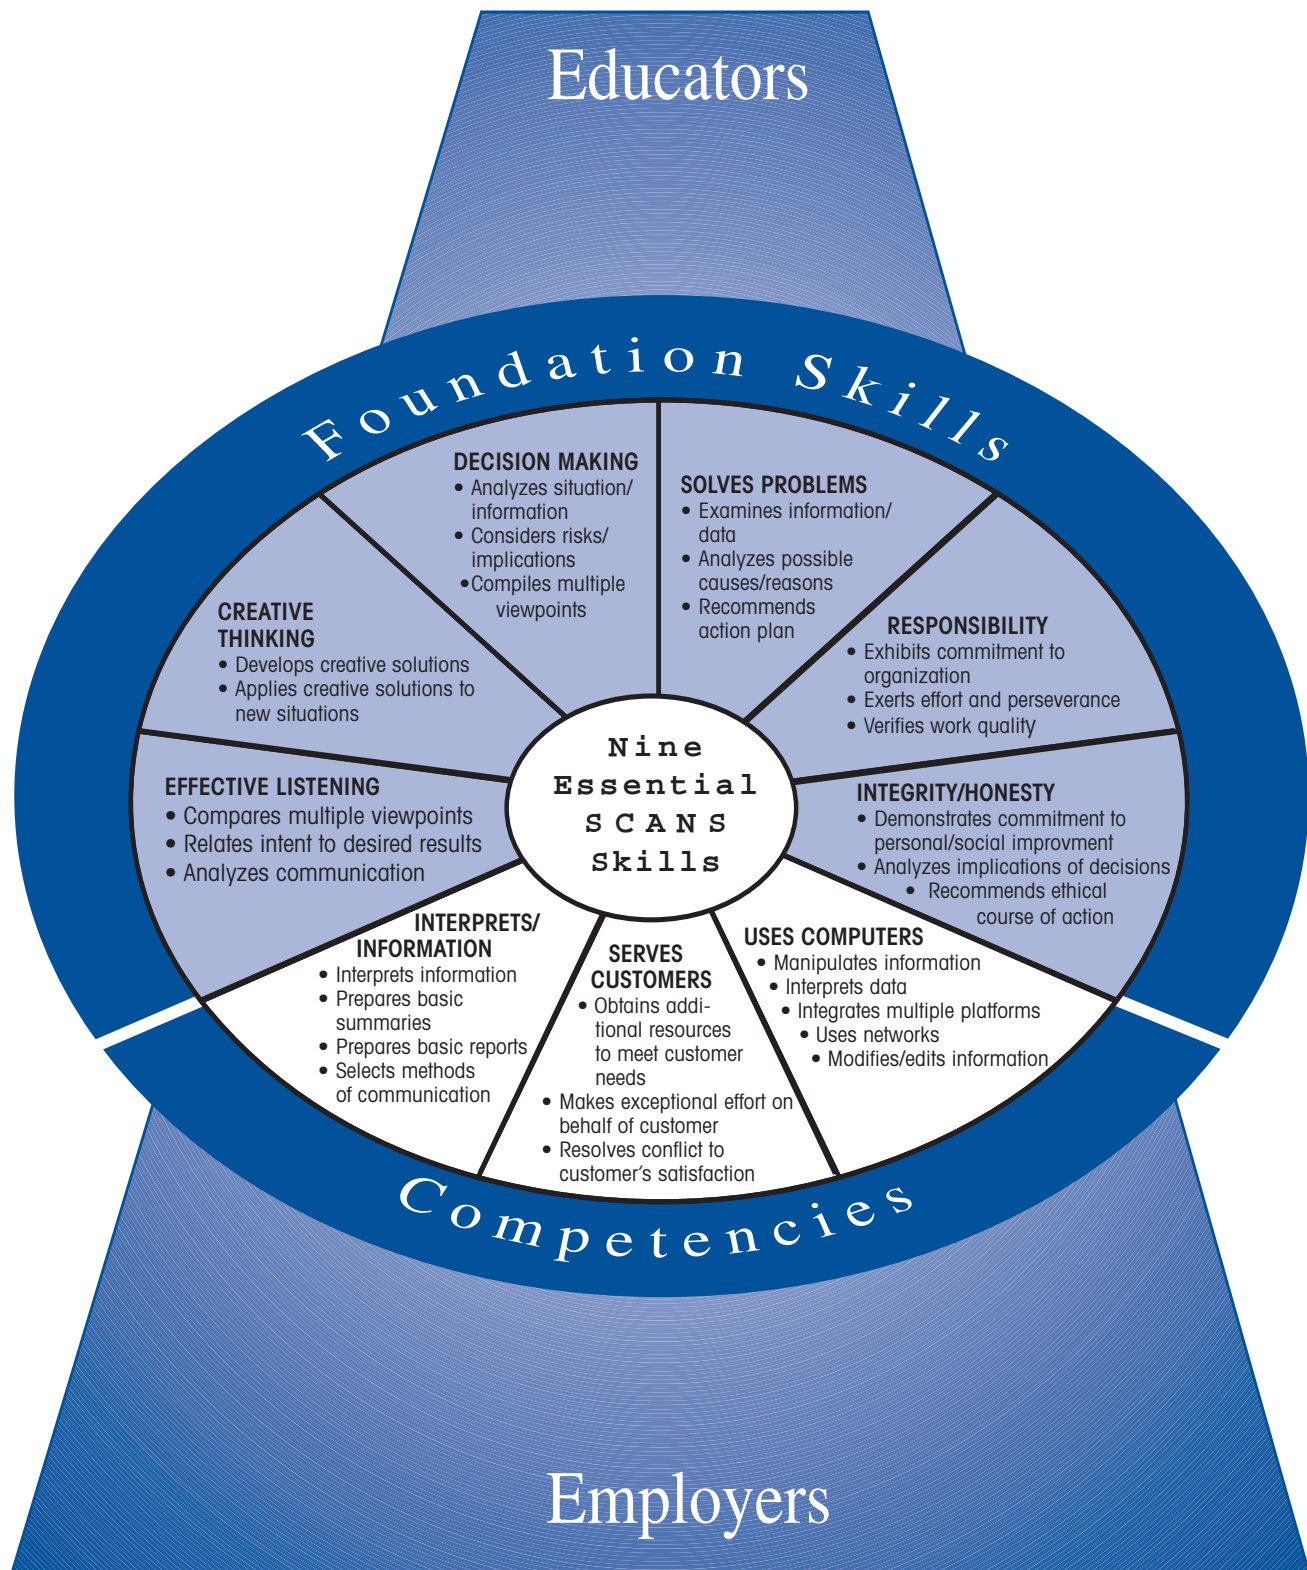 Educators
Foundation Skills
DECISION MAKING
• Analyzes situation/
information
• Considers risks/
implications
•Compiles multiple
viewpoints
SOLVES PROBLEMS
• Examines information/
data
• Analyzes possible
causes/reasons
• Recommends
action plan
CREATIVE
THINKING
• Develops creative solutions
• Applies creative solutions to
new situations
RESPONSIBILITY
• Exhibits commitment to
organization
• Exerts effort and perseverance
• Verifies work quality
Nine
Essential
SCANS
Skills
EFFECTIVE LISTENING
• Compares multiple viewpoints
• Relates intent to desired results
• Analyzes communication
INTEGRITY/HONESTY
• Demonstrates commitment to
personal/social improvment
• Analyzes implications of decisions
• Recommends ethical
course of action
INTERPRETS/
INFORMATION
• Interprets information
• Prepares basic
summaries
• Prepares basic reports
• Selects methods
of communication
SERVES
CUSTOMERS
• Obtains addi-
tional resources
to meet customer
needs
• Makes exceptional effort on
behalf of customer
• Resolves conflict to
customer's satisfaction
USES COMPUTERS
• Manipulates information
• Interprets data
• Integrates multiple platforms
• Uses networks
• Modifies/edits information
Competencies
Employers